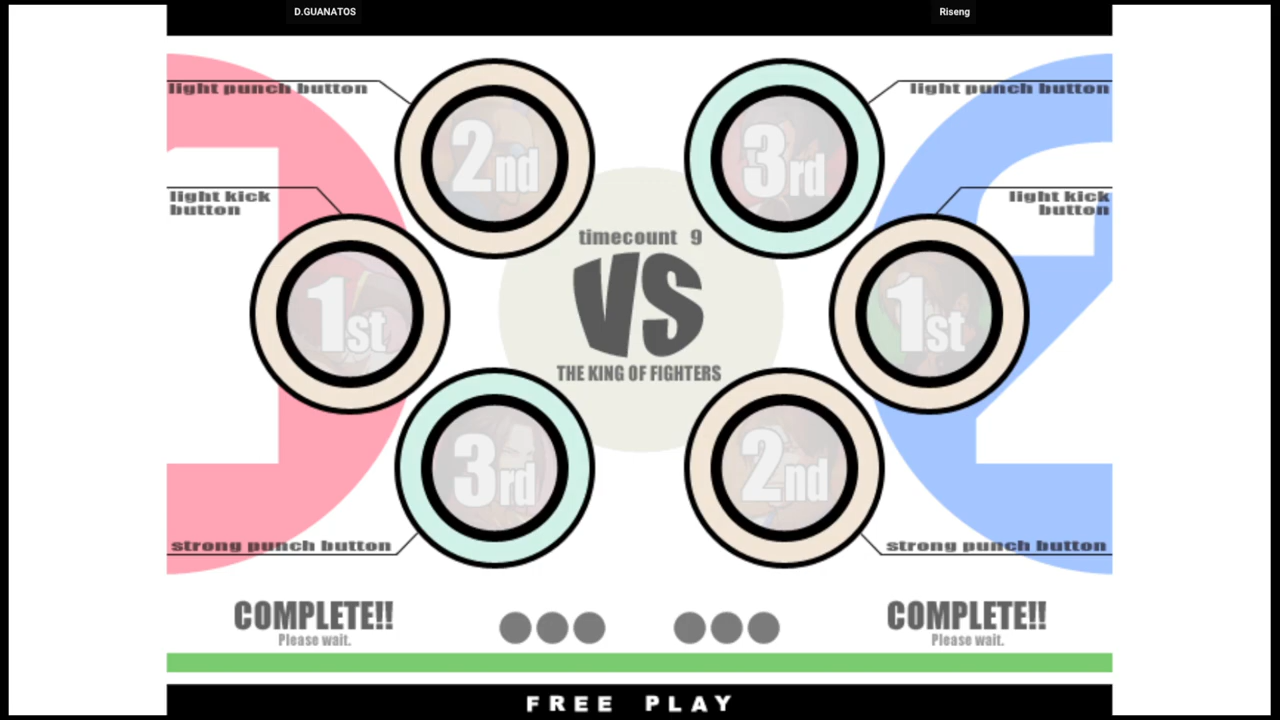 D.GUANATOS
Riseng
light punch button
light punch button
2nd
3rd
light kick
button
light kick
button
timecount 9
VS
THE KING OF FIGHTERS
1st
1st
3rd
2nd
strong punch button
strong punch button
COMPLETE!!
Please wait.
COMPLETE!!
Please wait.
FREE PLAY